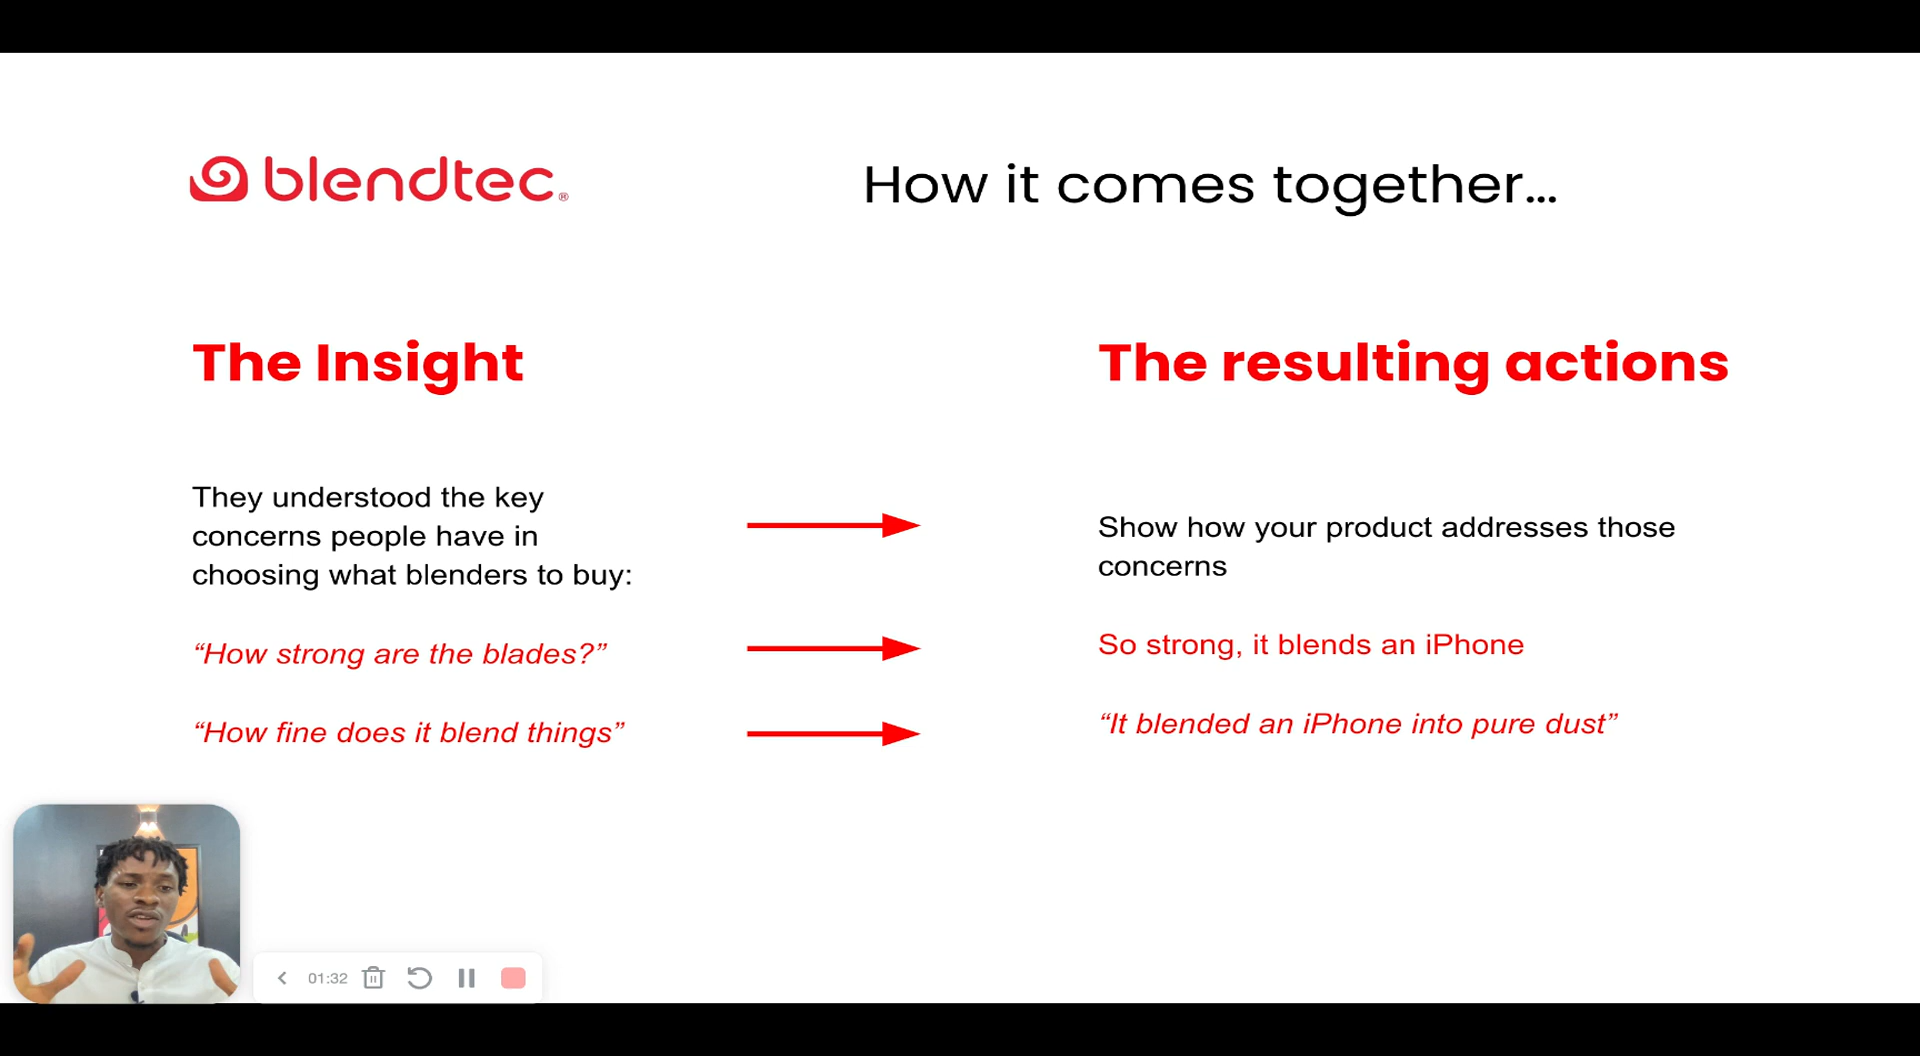 blendtec®
How it comes together...
The Insight
The resulting actions
They understood the key
concerns people have in
choosing what blenders to buy:
“How strong are the blades?”
“How fine does it blend things”
Show how your product addresses those
concerns
So strong, it blends an iPhone
“It blended an iPhone into pure dust”
01:32